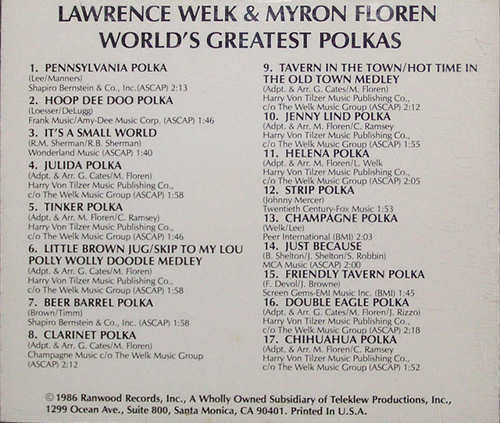 LAWRENCE WELK & MYRON FLOREN
WORLD'S GREATEST POLKAS
1. PENNSYLVANIA POLKA
(Lee/Manners)
Shapiro Bernstein & Co., Inc.(ASCAP) 2:13
2. HOOP DEE DOO POLKA
(Loesser/DeLugg)
Frank Music/Amy-Dee Music Corp. (ASCAP) 1:46
3. IT'S A SMALL WORLD
(R.M. Sherman/R.B. Sherman)
Wonderland Music (ASCAP) 1:40
4. JULIDA POLKA
(Adpt. & Arr. G. Cates/M. Floren)
Harry Von Tilzer Music Publishing Co.,
c/o The Welk Music Group (ASCAP) 1:58
5. TINKER POLKA
(Adpt. & Arr. M. Floren/C. Ramsey)
Harry Von Tilzer Music Publishing Co.,
c/o The Welk Music Group (ASCAP) 1:46
6. LITTLE BROWN JUG/SKIP TO MY LOU
POLLY WOLLY DOODLE MEDLEY
(Adpt. & Arr. G. Cates/M. Floren)
Harry Von Tilzer Music Publishing Co.,
c/o The Welk Music Group (ASCAP) 1:58
7. BEER BARREL POLKA
(Brown/Timm)
Shapiro Bernstein & Co., Inc. (ASCAP) 1:58
8. CLARINET POLKA
(Adpt. & Arr. G. Cates/M. Floren)
Champagne Music c/o The Welk Music Group
(ASCAP) 2:12
9. TAVERN IN THE TOWN/HOT TIME IN
THE OLD TOWN MEDLEY
(Adpt. & Arr. G. Cates/M. Floren)
Harry Von Tilzer Music Publishing Co.,
c/o The Welk Music Group (ASCAP) 2:12
10. JENNY LIND POLKA
(Adpt. & Arr. M. Floren/C. Ramsey
Harry Von Tilzer Music Publishing Co.,
c/o The Welk Music Group (ASCAP) 1:55
11. HELENA POLKA
(Adpt. & Arr. M. Floren/L. Welk
Harry Von Tilzer Music Publishing Co.,
c/o The Welk Music Group (ASCAP) 2:05
12. STRIP POLKA
(Johnny Mercer)
Twentieth Century-Fox Music 1:53
13. CHAMPAGNE POLKA
(Welk/Lee)
Peer International (BMI) 2:03
14. JUST BECAUSE
(B. Shelton/J. Shelton/S. Robbin)
MCA Music (ASCAP) 2:00
15. FRIENDLY TAVERN POLKA
(F. Devol/J. Browne)
Screen Gems-EMI Music Inc. (BMI) 1:45
16. DOUBLE EAGLE POLKA
(Adpt. & Arr. G. Cates/M. Floren/J. Rizzo)
Harry Von Tilzer Music Publishing Co.,
c/o The Welk Music Group (ASCAP) 2:18
17. CHIHUAHUA POLKA
(Adpt. & Arr. M. Floren/C. Ramsey
Harry Von Tilzer Music Publishing Co.,
c/o The Welk Music Group (ASCAP) 1:52
© 1986 Ranwood Records, Inc., A Wholly Owned Subsidiary of Teleklew Productions, Inc.,
1299 Ocean Ave., Suite 800, Santa Monica, CA 90401. Printed In U.S.A.